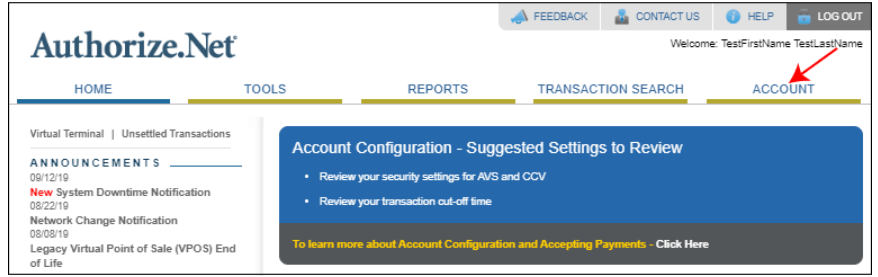 FEEDBACK CONTACT US HELP LOG OUT
Authorize.Net
Welcome: TestFirstName TestLastName
HOME TOOLS REPORTS TRANSACTION SEARCH ACCOUNT
Virtual Terminal | Unsettled Transactions
ANNOUNCEMENTS
09/12/19
New System Downtime Notification
08/22/19
Network Change Notification
08/08/19
Legacy Virtual Point of Sale (VPOS) End
of Life
Account Configuration - Suggested Settings to Review
• Review your security settings for AVS and CCV
• Review your transaction cut-off time
To learn more about Account Configuration and Accepting Payments - Click Here